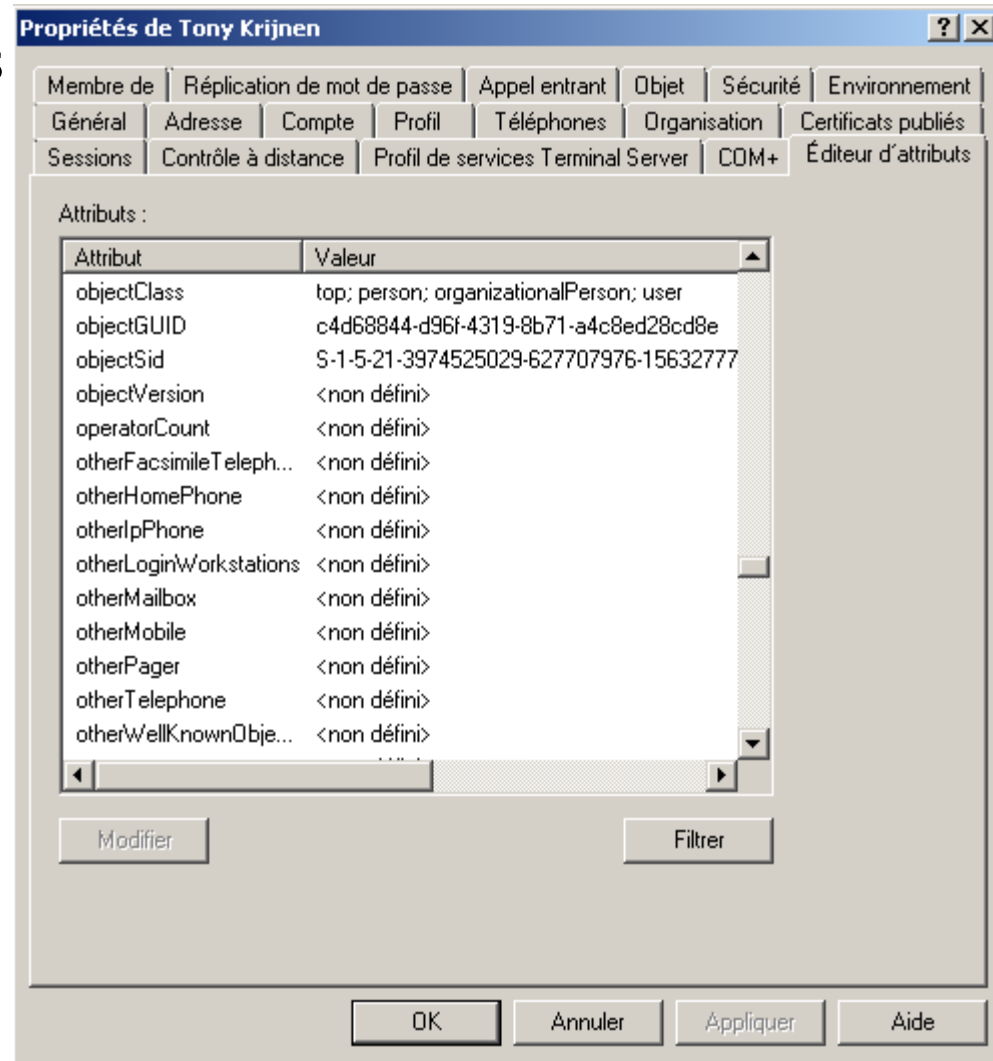 Propriétés de Tony Krijnen
Membre de Réplication de mot de passe Appel entrant Objet Sécurité Environnement
Général Adresse Compte Profil Téléphones Organisation Certificats publiés
Sessions Contrôle à distance Profil de services Terminal Server COM+ Éditeur d'attributs
Attributs :
Attribut Valeur
objectClass top; person; organizationalPerson; user
objectGUID c4d68844-d96f-4319-8b71-a4c8ed28cd8e
objectSid S-1-5-21-3974525029-627707976-15632777
objectVersion <non défini>
operatorCount <non défini>
otherFacsimileTeleph... <non défini>
otherHomePhone <non défini>
otherIpPhone <non défini>
otherLoginWorkstations <non défini>
otherMailbox <non défini>
otherMobile <non défini>
otherPager <non défini>
otherTelephone <non défini>
otherWellKnownObje... <non défini>
Modifier Filtrer
OK Annuler Appliquer Aide